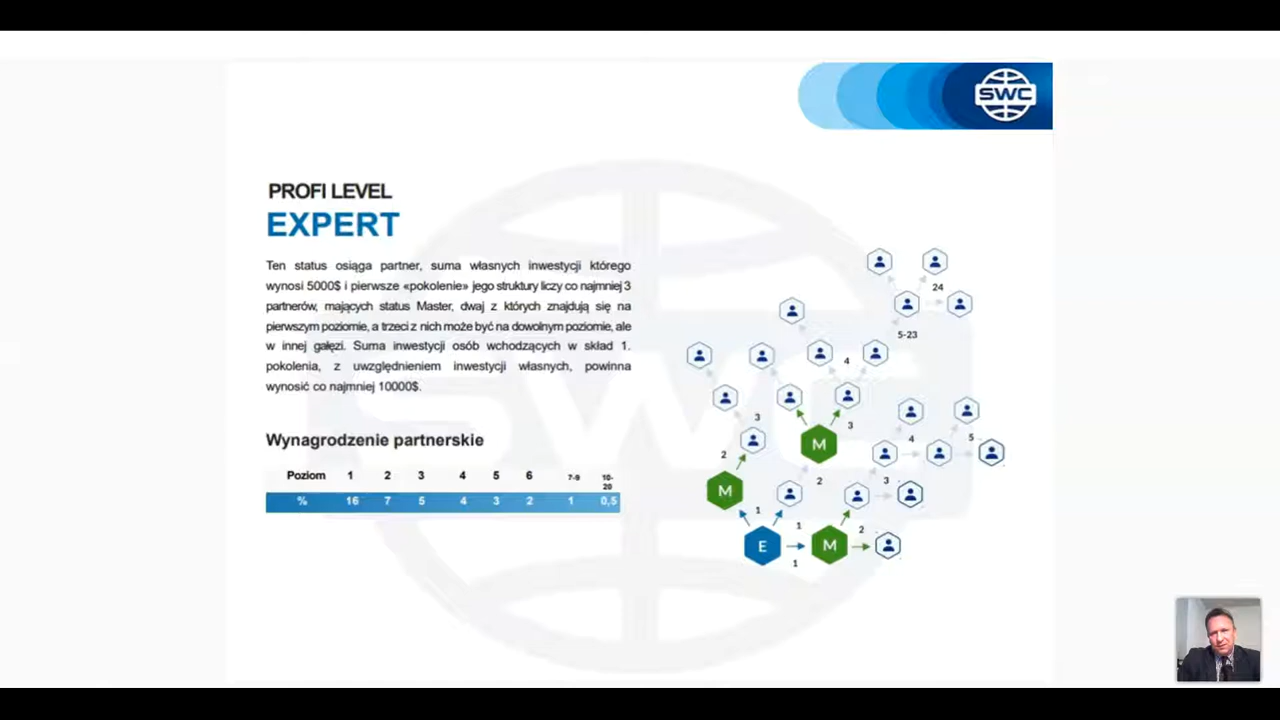 SWC
PROFI LEVEL
EXPERT
Ten status osiąga partner, suma własnych inwestycji którego
wynosi 5000$ i pierwsze «pokolenie» jego struktury liczy co najmniej 3
partnerów, mających status Master, dwaj z których znajdują się na
pierwszym poziomie, a trzeci z nich może być na dowolnym poziomie, ale
w innej gałęzi. Suma inwestycji osób wchodzących w skład 1.
pokolenia, z uwzględnieniem inwestycji własnych, powinna
wynosić co najmniej 10000$.
Wynagrodzenie partnerskie
Poziom 1 2 3 4 5 6 7-9 10-20
% 16 7 5 4 3 2 1 0,5
24
5-23
4
3
3
4
5
2
M
M
2
3
1
1
2
E
M
1
SWC